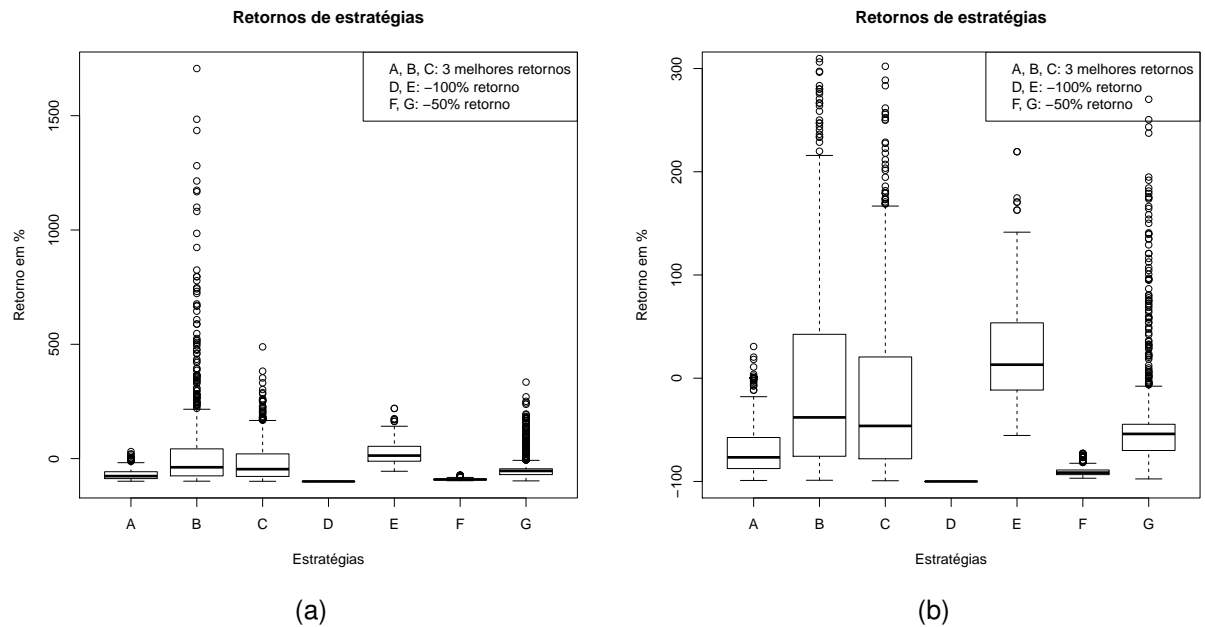 Retornos de estratégias
A, B, C: 3 melhores retornos
D, E: −100% retorno
F, G: −50% retorno
1500
1000
500
0
Retorno em %
A B C D E F G
Estratégias
(a)
Retornos de estratégias
A, B, C: 3 melhores retornos
D, E: −100% retorno
F, G: −50% retorno
300
200
100
0
−100
Retorno em %
A B C D E F G
Estratégias
(b)